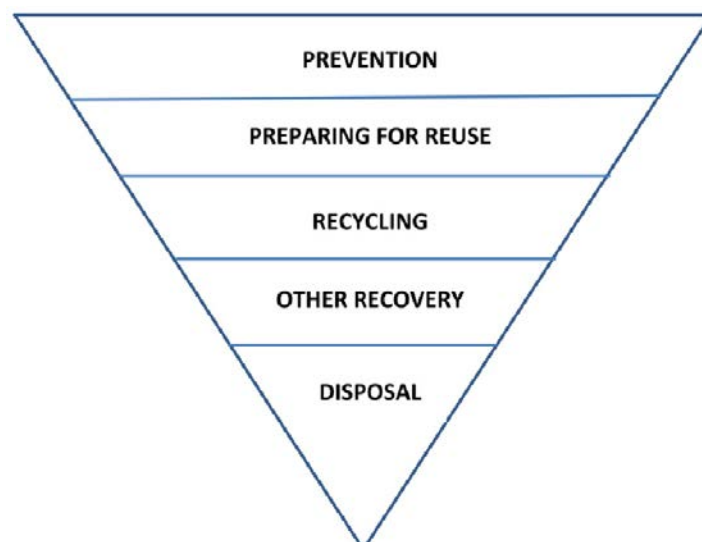 PREVENTION
PREPARING FOR REUSE
RECYCLING
OTHER RECOVERY
DISPOSAL